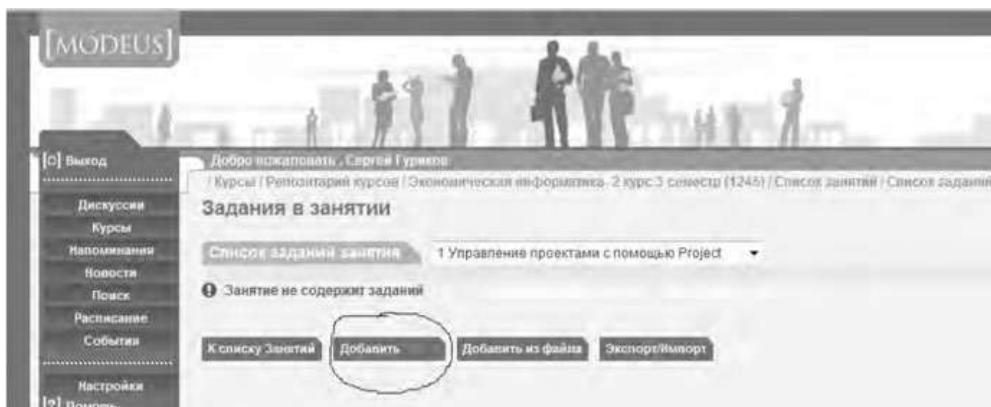 [MODEUS]
[O] Выход
Добро пожаловать , Сергей Гуриков
/ Курсы / Репозитарий курсов / Экономическая информатика- 2 курс 3 семестр (1246) / Список занятий / Список заданий
Дискуссии
Курсы
Напоминания
Новости
Поиск
Расписание
События
Настройки
[?] Помощь
Задания в занятии
Список заданий занятия 1 Управление проектами с помощью Project
Занятие не содержит заданий
К списку Занятий Добавить Добавить из файла Экспорт/Импорт